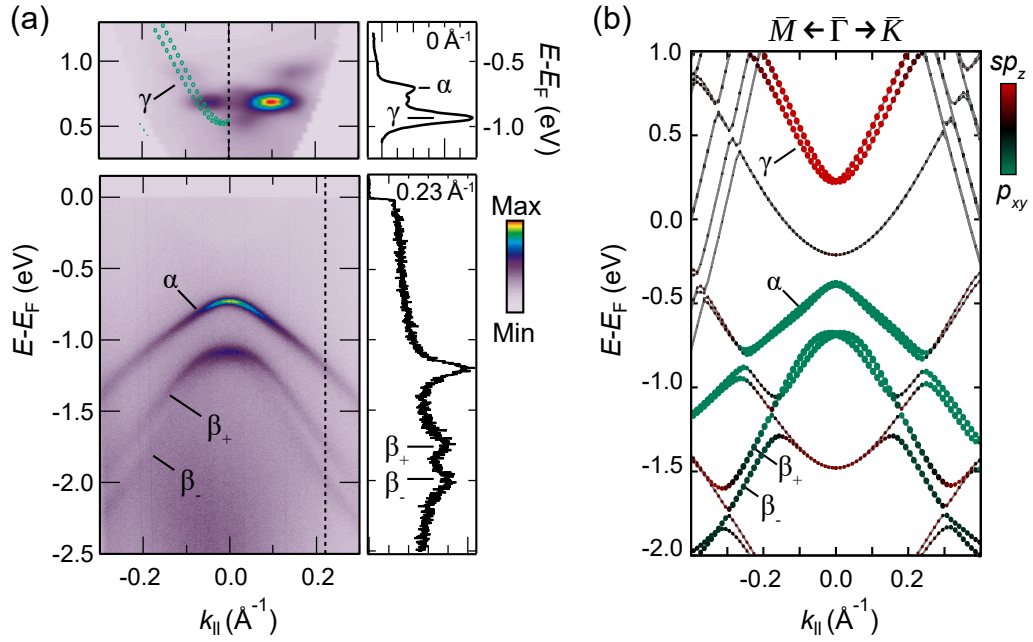 (a)
1.0
0.5
E-E_F (eV)
γ
0 Å⁻¹
α
γ
-0.5
-1.0
E-E_F (eV)
0.0
-0.5
-1.0
-1.5
-2.0
-2.5
E-E_F (eV)
α
β₊
β₋
0.23 Å⁻¹
β₊
β₋
Max
Min
-0.2 0.0 0.2
k_|| (Å⁻¹)
(b)
M̄ ← Γ̄ → K̄
1.0
0.5
0.0
-0.5
-1.0
-1.5
-2.0
E-E_F (eV)
γ
α
β₊
β₋
sp_z
p_xy
-0.2 0.0 0.2
k_|| (Å⁻¹)